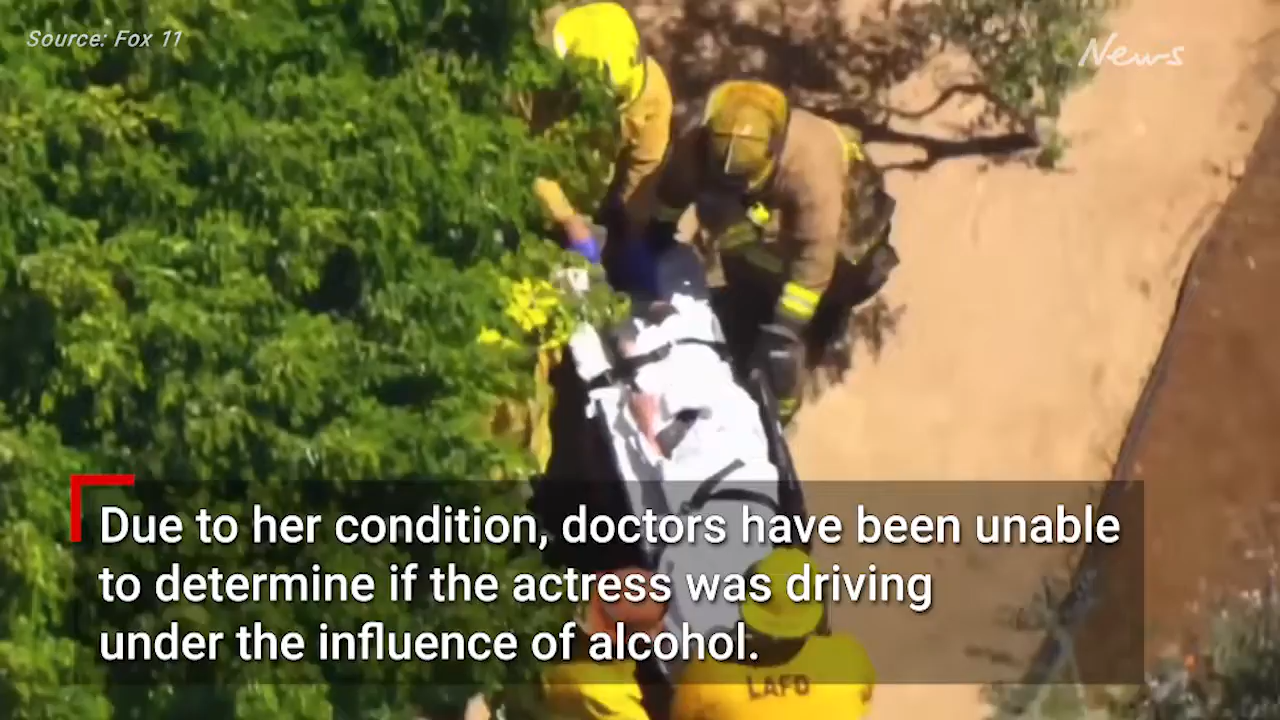 Source: Fox 11
News
Due to her condition, doctors have been unable
to determine if the actress was driving
under the influence of alcohol.
LAFD